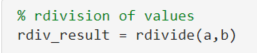 % rdivision of values
rdiv_result = rdivide(a,b)